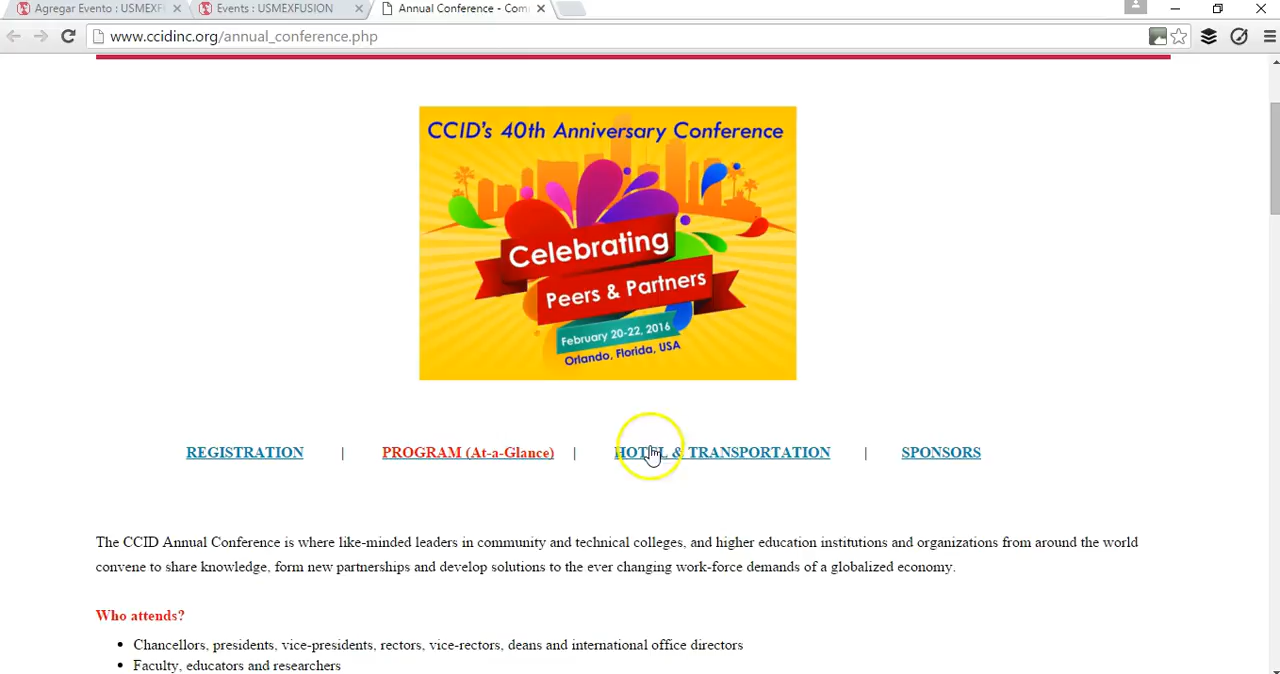 Agregar Evento : USMEXF
Events : USMEXFUSION
Annual Conference - Com
www.ccidinc.org/annual_conference.php
CCID's 40th Anniversary Conference
Celebrating
Peers & Partners
February 20-22, 2016
Orlando, Florida, USA
REGISTRATION | PROGRAM (At-a-Glance) | HOTEL & TRANSPORTATION | SPONSORS
The CCID Annual Conference is where like-minded leaders in community and technical colleges, and higher education institutions and organizations from around the world
convene to share knowledge, form new partnerships and develop solutions to the ever changing work-force demands of a globalized economy.
Who attends?
• Chancellors, presidents, vice-presidents, rectors, vice-rectors, deans and international office directors
• Faculty, educators and researchers